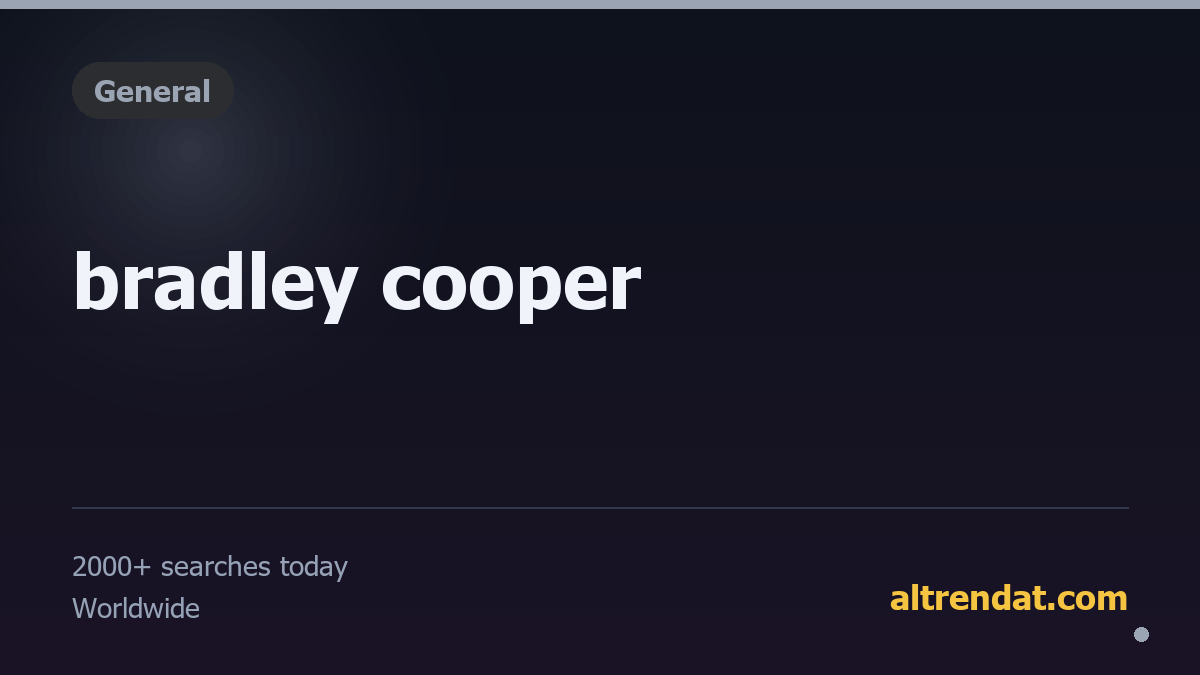 General
bradley cooper
2000+ searches today
Worldwide
altrendat.com